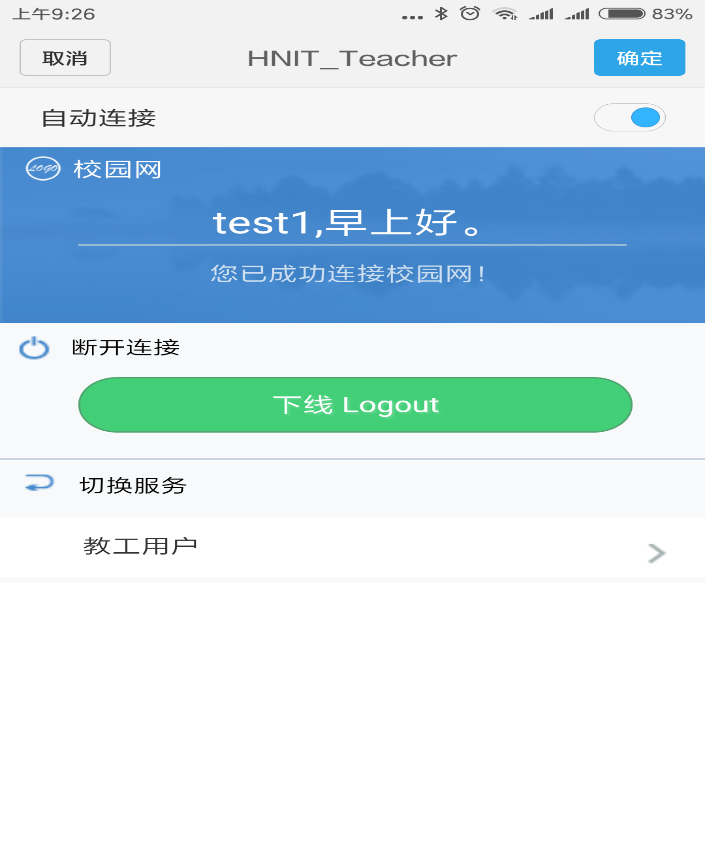 上午9:26 ... 83%
取消 HNIT_Teacher 确定
自动连接
LOGO 校园网
test1,早上好。
您已成功连接校园网!
断开连接
下线 Logout
切换服务
教工用户